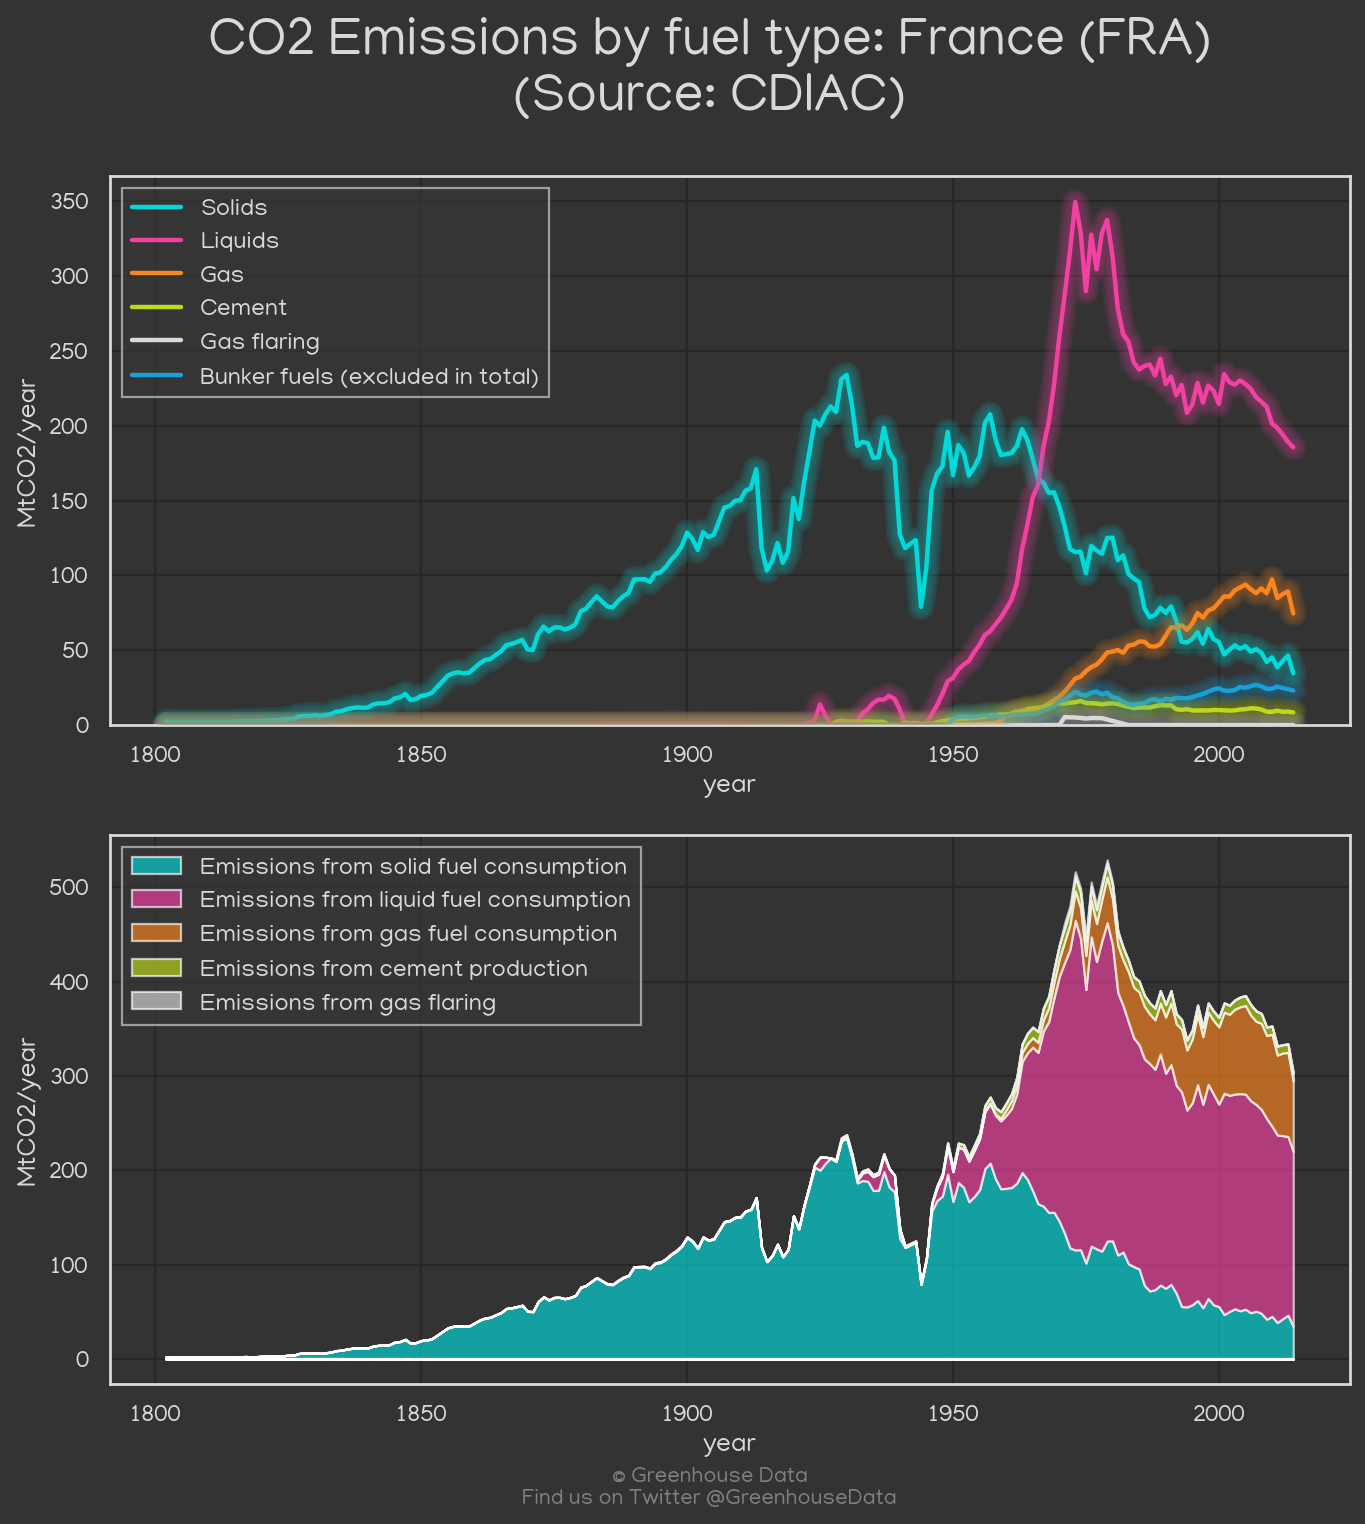 CO2 Emissions by fuel type: France (FRA)
(Source: CDIAC)
350
300
250
200
150
100
50
0
MtCO2/year
Solids
Liquids
Gas
Cement
Gas flaring
Bunker fuels (excluded in total)
1800 1850 1900 1950 2000
year
500
400
300
200
100
0
MtCO2/year
Emissions from solid fuel consumption
Emissions from liquid fuel consumption
Emissions from gas fuel consumption
Emissions from cement production
Emissions from gas flaring
1800 1850 1900 1950 2000
year
© Greenhouse Data
Find us on Twitter @GreenhouseData